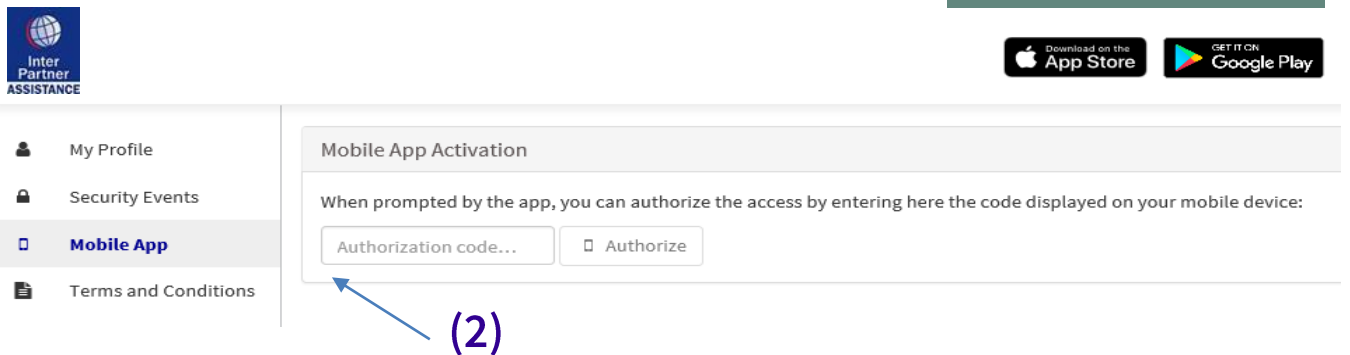 Inter
Partner
ASSISTANCE
Download on the
App Store
GET IT ON
Google Play
My Profile
Security Events
Mobile App
Terms and Conditions
Mobile App Activation
When prompted by the app, you can authorize the access by entering here the code displayed on your mobile device:
Authorization code...
Authorize
(2)